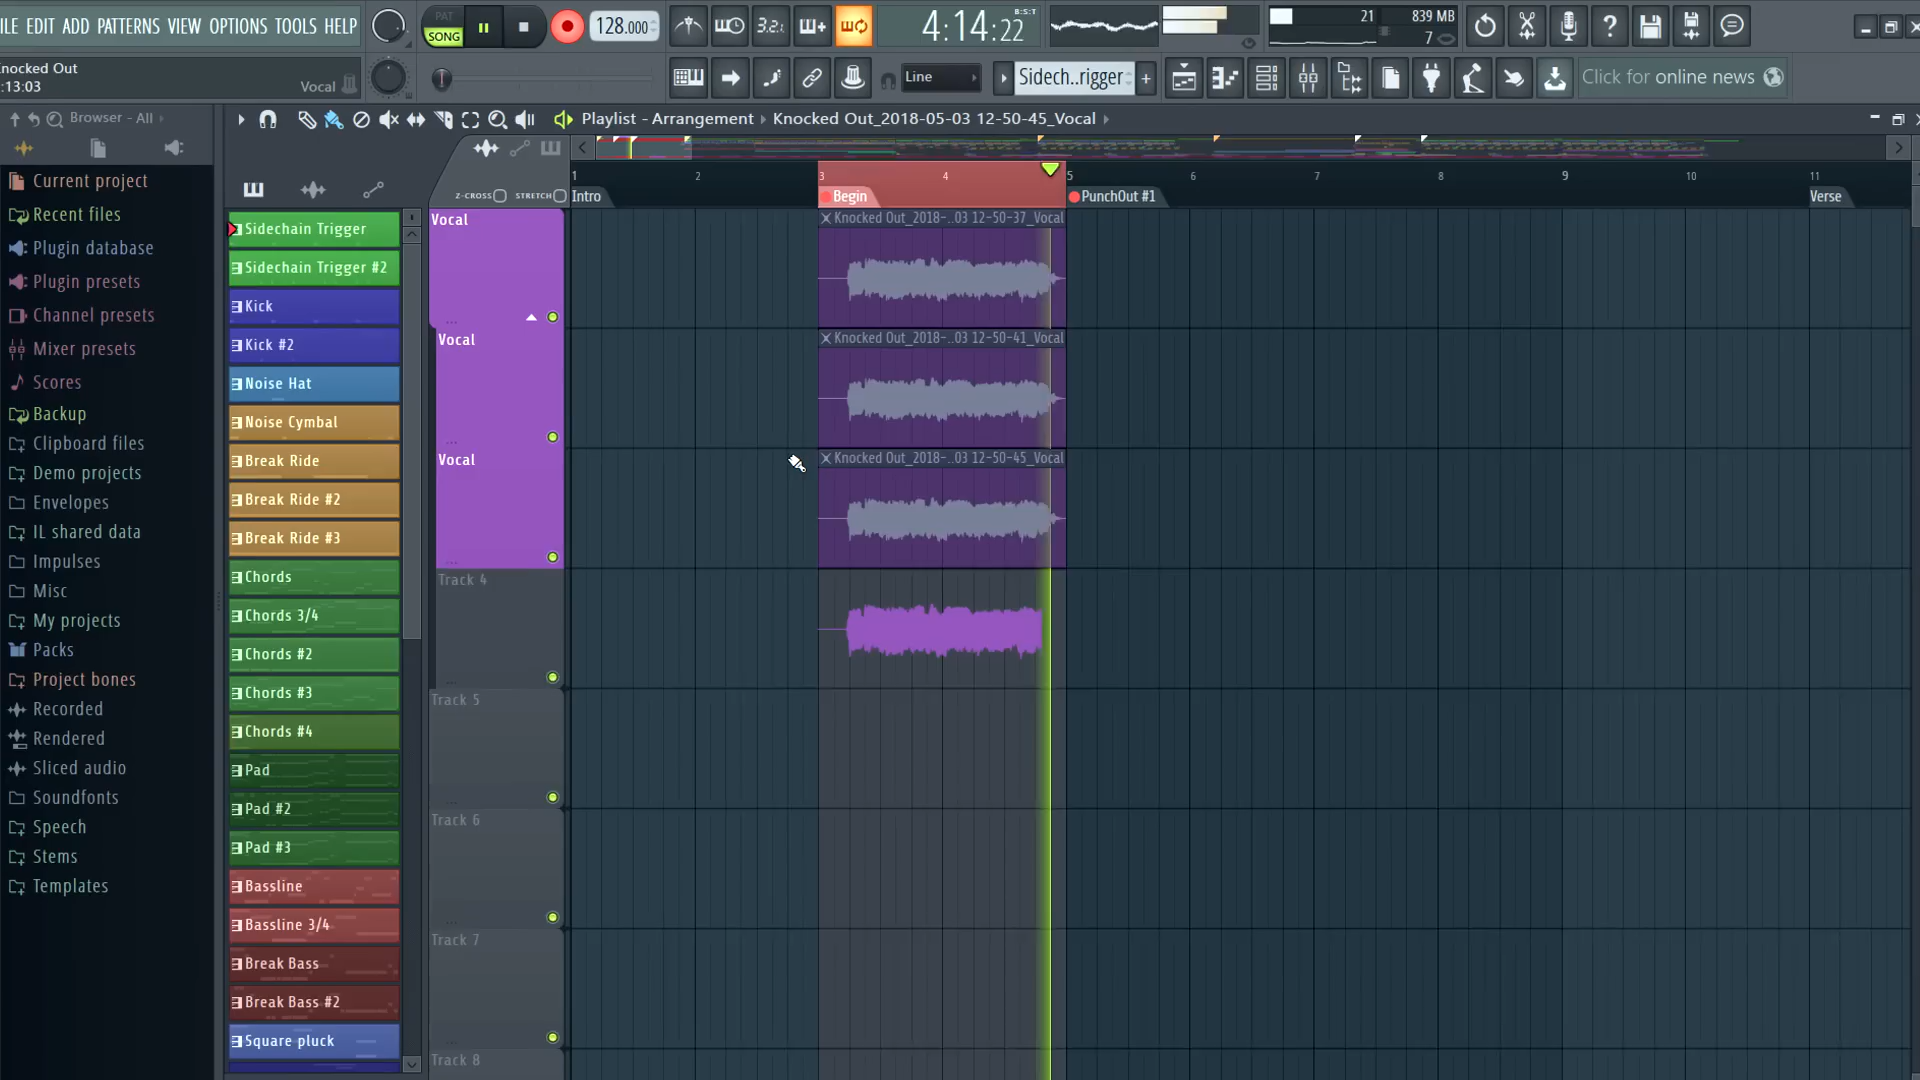 ILE EDIT ADD PATTERNS VIEW OPTIONS TOOLS HELP
PAT
SONG
128.000
3.2.
4:14:22
B:S:T
21
839 MB
7
nocked Out
:13:03
Vocal
Line
Sidech..rigger
Click for online news
Browser - All
Playlist - Arrangement
Knocked Out_2018-05-03 12-50-45_Vocal
Current project
Recent files
Plugin database
Plugin presets
Channel presets
Mixer presets
Scores
Backup
Clipboard files
Demo projects
Envelopes
IL shared data
Impulses
Misc
My projects
Packs
Project bones
Recorded
Rendered
Sliced audio
Soundfonts
Speech
Stems
Templates
Sidechain Trigger
Sidechain Trigger #2
Kick
Kick #2
Noise Hat
Noise Cymbal
Break Ride
Break Ride #2
Break Ride #3
Chords
Chords 3/4
Chords #2
Chords #3
Chords #4
Pad
Pad #2
Pad #3
Bassline
Bassline 3/4
Break Bass
Break Bass #2
Square pluck
Z-CROSS
STRETCH
1
2
3
4
5
6
7
8
9
10
11
Intro
Begin
PunchOut #1
Verse
Vocal
Knocked Out_2018-..03 12-50-37_Vocal
Vocal
Knocked Out_2018-..03 12-50-41_Vocal
Vocal
Knocked Out_2018-..03 12-50-45_Vocal
Track 4
Track 5
Track 6
Track 7
Track 8